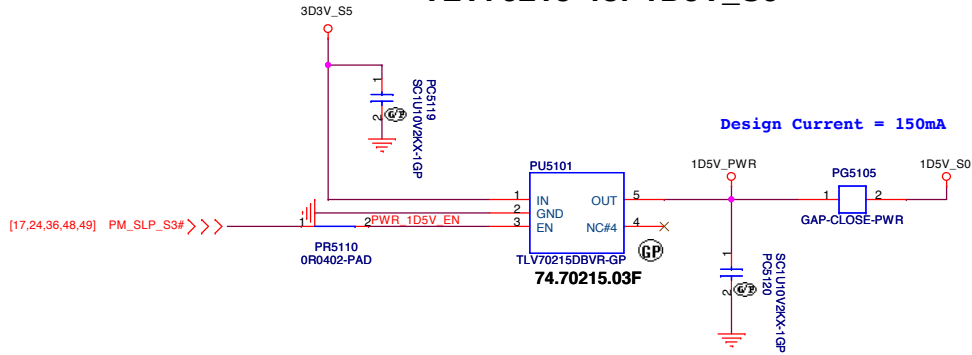 3D3V_S5
1
2
PC5119
SC1U10V2KX-1GP
G/P
Design Current = 150mA
PU5101
1D5V_PWR
PG5105
1D5V_S0
1
IN
OUT
5
1
2
2
GND
GAP-CLOSE-PWR
[17,24,36,48,49] PM_SLP_S3#
1
2
PWR_1D5V_EN
3
EN
NC#4
4
PR5110
0R0402-PAD
TLV70215DBVR-GP
GP
74.70215.03F
1
2
SC1U10V2KX-1GP
PC5120
G/P